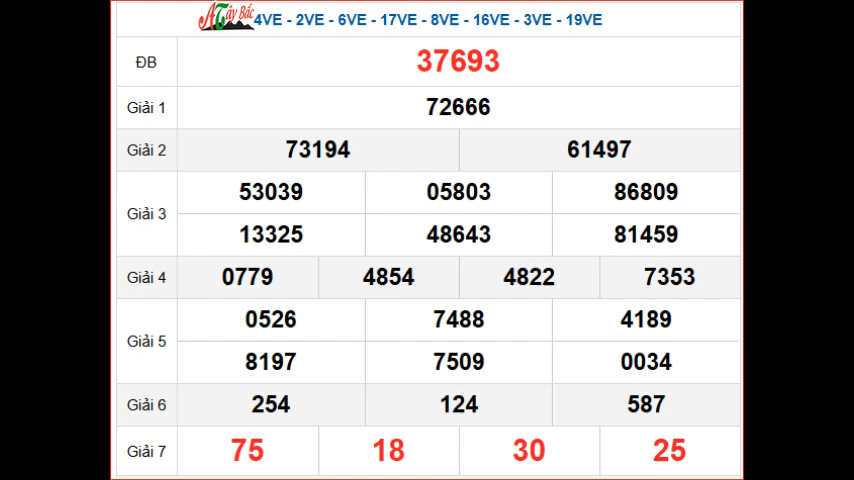 ATây Bắc 4VE - 2VE - 6VE - 17VE - 8VE - 16VE - 3VE - 19VE
ĐB 37693
Giải 1 72666
Giải 2 73194 61497
Giải 3 53039 05803 86809
13325 48643 81459
Giải 4 0779 4854 4822 7353
Giải 5 0526 7488 4189
8197 7509 0034
Giải 6 254 124 587
Giải 7 75 18 30 25